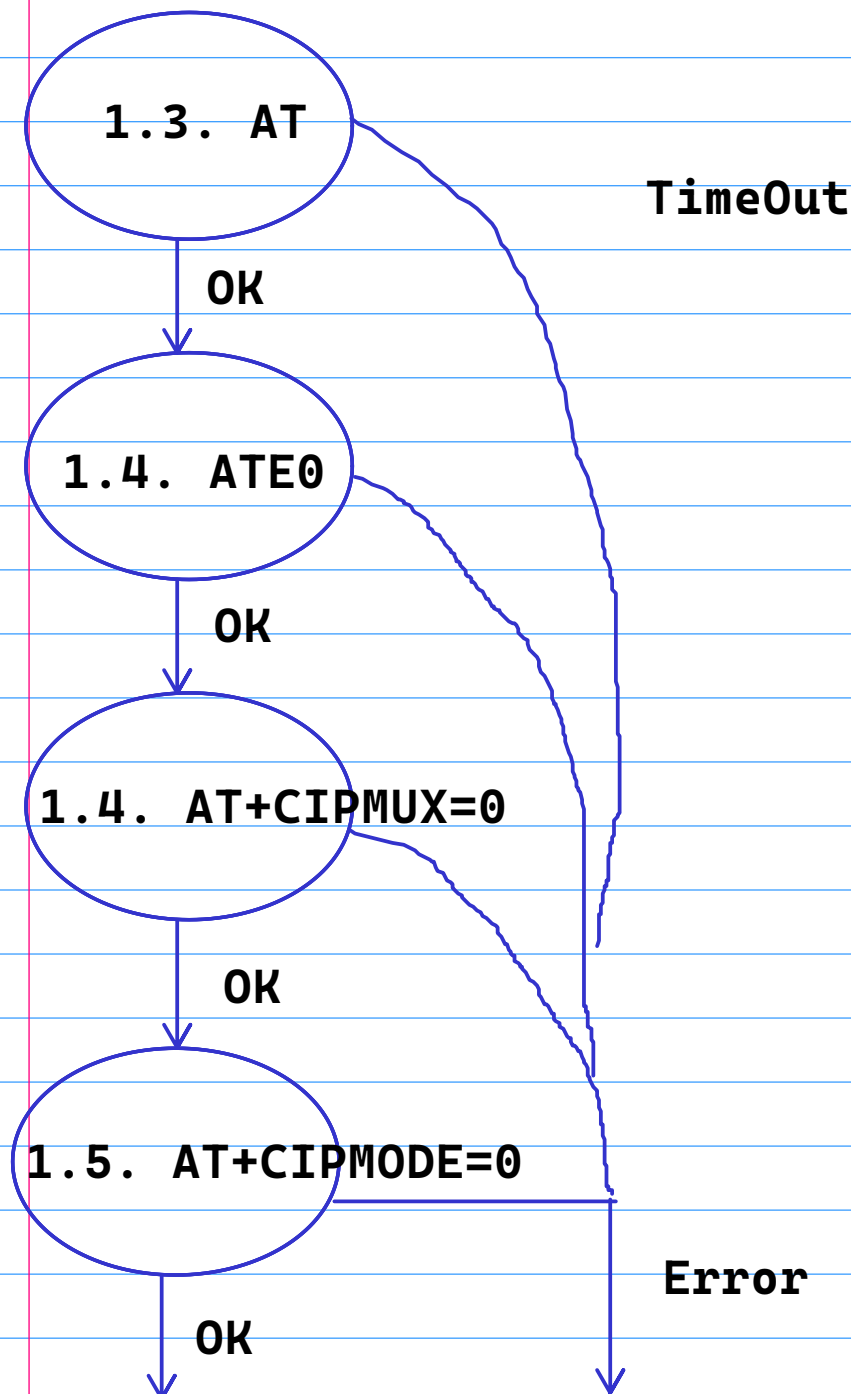 1.3. AT
TimeOut
OK
1.4. ATE0
OK
1.4. AT+CIPMUX=0
OK
1.5. AT+CIPMODE=0
Error
OK